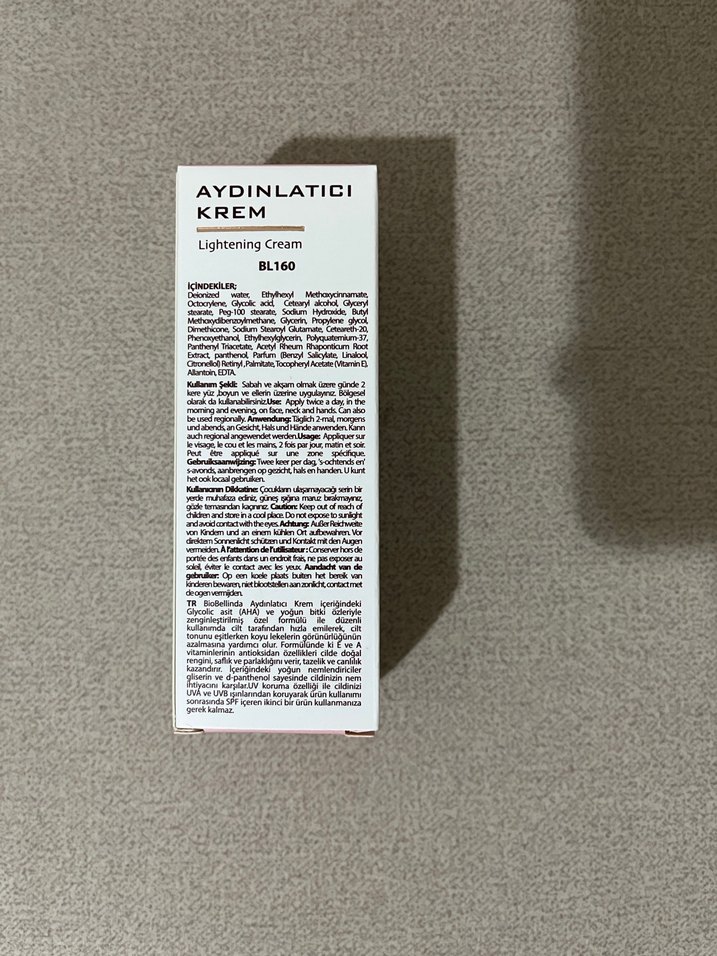 AYDINLATICI
KREM
Lightening Cream
BL160
İÇİNDEKİLER;
Deionized water, Ethylhexyl Methoxycinnamate,
Octocrylene, Glycolic acid, Cetearyl alcohol, Glyceryl
stearate, Peg-100 stearate, Sodium Hydroxide, Butyl
Methoxydibenzoylmethane, Glycerin, Propylene glycol,
Dimethicone, Sodium Stearoyl Glutamate, Ceteareth-20,
Phenoxyethanol, Ethylhexylglycerin, Polyquaternium-37,
Panthenyl Triacetate, Acetyl Rheum Rhaponticum Root
Extract, panthenol, Parfum (Benzyl Salicylate, Linalool,
Citronellol) Retinyl ,Palmitate, Tocopheryl Acetate (Vitamin E),
Allantoin, EDTA.
Kullanım Şekli: Sabah ve akşam olmak üzere günde 2
kere yüz ,boyun ve ellerin üzerine uygulayınız. Bölgesel
olarak da kullanabilirsiniz.Use: Apply twice a day, in the
morning and evening, on face, neck and hands. Can also
be used regionally. Anwendung: Täglich 2-mal, morgens
und abends, an Gesicht, Hals und Hände anwenden. Kann
auch regional angewendet werden.Usage: Appliquer sur
le visage, le cou et les mains, 2 fois par jour, matin et soir.
Peut être appliqué sur une zone spécifique.
Gebruiksaanwijzing: Twee keer per dag, 's-ochtends en'
s-avonds, aanbrengen op gezicht, hals en handen. U kunt
het ook locaal gebruiken.
Kullanıcının Dikkatine: Çocukların ulaşamayacağı serin bir
yerde muhafaza ediniz, güneş ışığına maruz bırakmayınız,
gözle temasından kaçınınız. Caution: Keep out of reach of
children and store in a cool place. Do not expose to sunlight
and avoid contact with the eyes. Achtung: Außer Reichweite
von Kindern und an einem kühlen Ort aufbewahren. Vor
direktem Sonnenlicht schützen und Kontakt mit den Augen
vermeiden. À l'attention de l'utilisateur : Conserver hors de
portée des enfants dans un endroit frais, ne pas exposer au
soleil, éviter le contact avec les yeux. Aandacht van de
gebruiker: Op een koele plaats buiten het bereik van
kinderen bewaren, niet blootstellen aan zonlicht, contact met
de ogen vermijden.
TR BioBellinda Aydınlatıcı Krem içeriğindeki
Glycolic asit (AHA) ve yoğun bitki özleriyle
zenginleştirilmiş özel formülü ile düzenli
kullanımda cilt tarafından hızla emilerek, cilt
tonunu eşitlerken koyu lekelerin görünürlüğünün
azalmasına yardımcı olur. Formülünde ki E ve A
vitaminlerinin antioksidan özellikleri cilde doğal
rengini, saflık ve parlaklığını verir, tazelik ve canlılık
kazandırır. İçeriğindeki yoğun nemlendiriciler
gliserin ve d-panthenol sayesinde cildinizin nem
ihtiyacını karşılar.UV koruma özelliği ile cildinizi
UVA ve UVB ışınlarından koruyarak ürün kullanımı
sonrasında SPF içeren ikinci bir ürün kullanmanıza
gerek kalmaz.